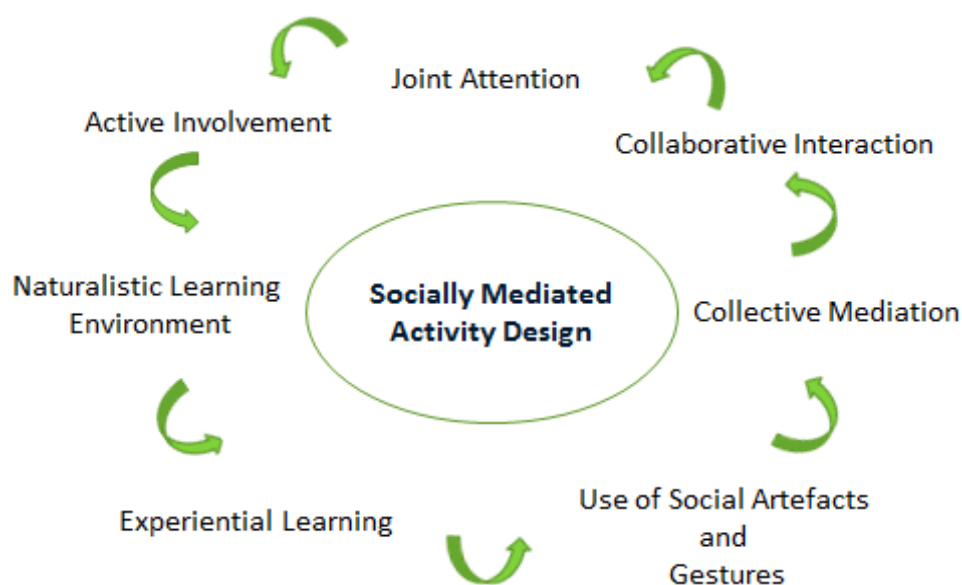 Joint Attention
Active Involvement
Collaborative Interaction
Naturalistic Learning
Environment
Socially Mediated
Activity Design
Collective Mediation
Experiential Learning
Use of Social Artefacts
and
Gestures